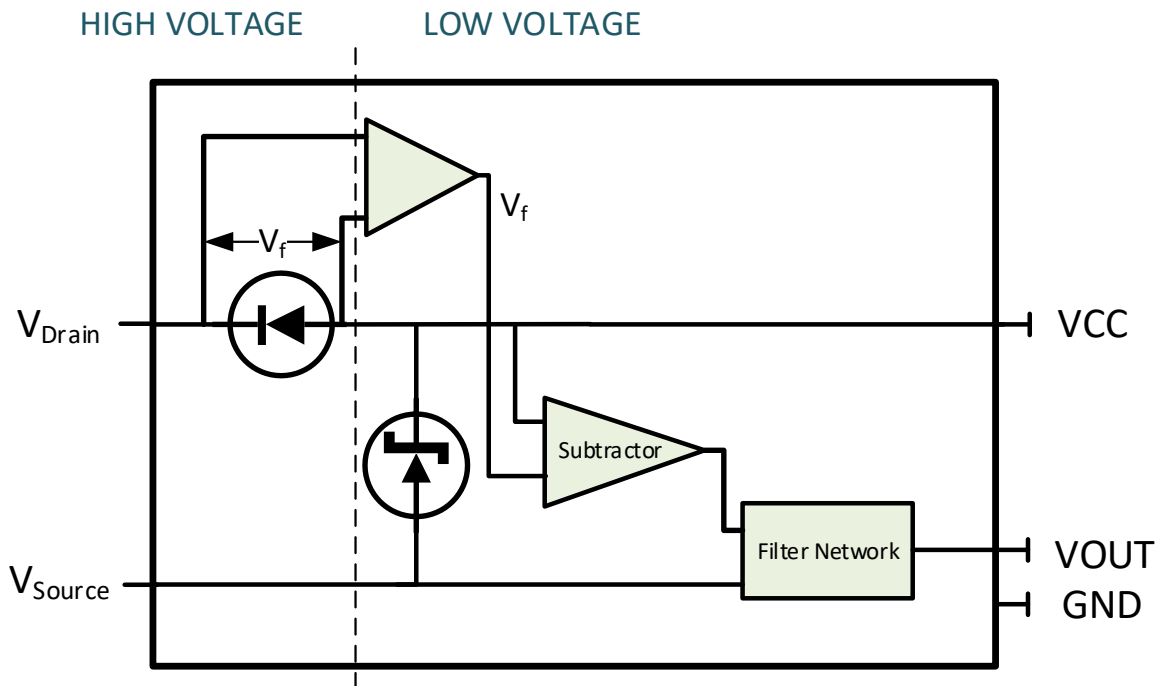 HIGH VOLTAGE
LOW VOLTAGE
Vf
Vf
VDrain
VCC
Subtractor
Filter Network
VOUT
VSource
GND